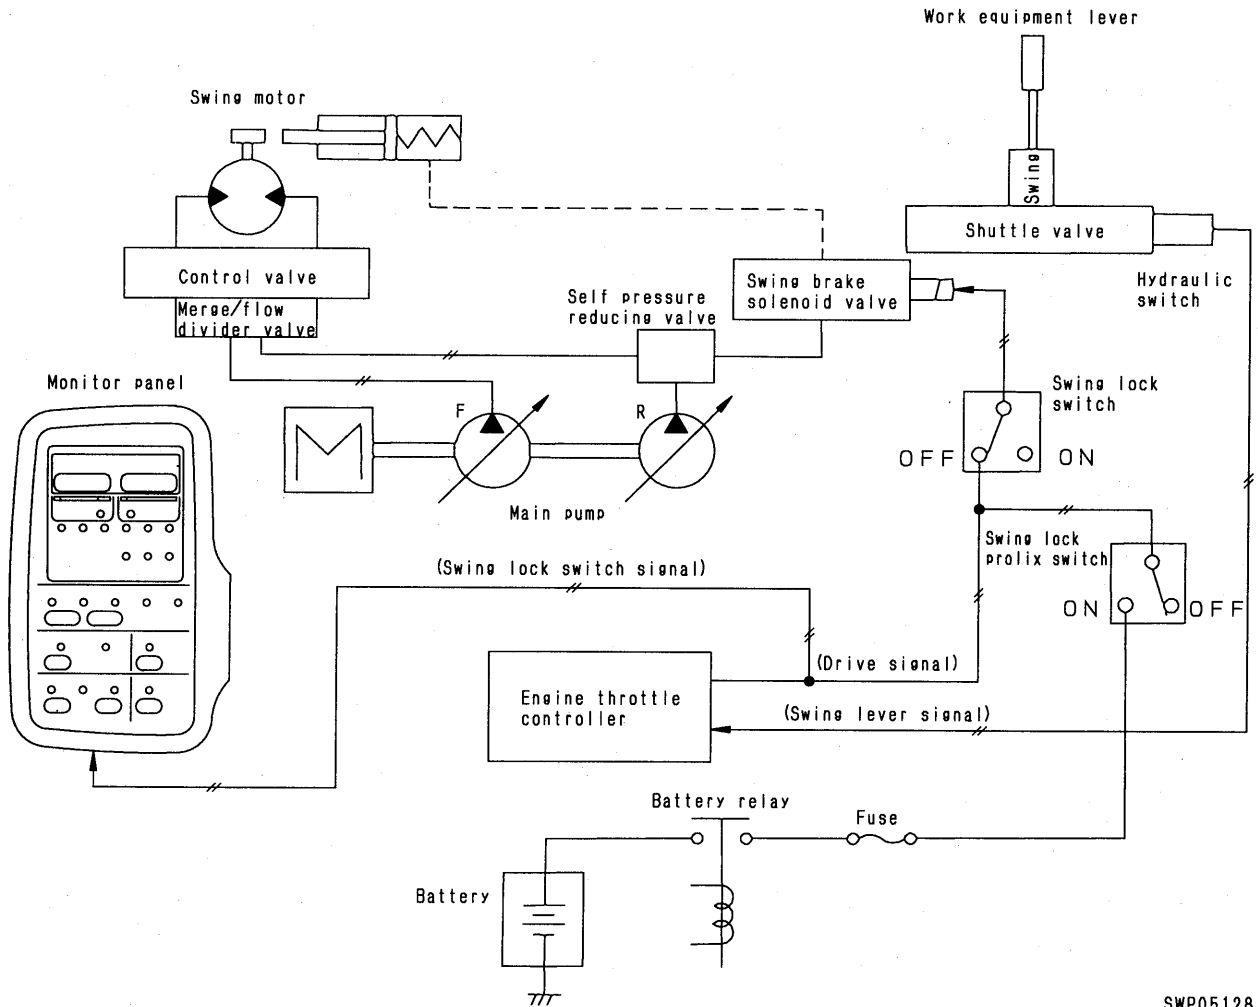 Work equipment lever
Swing motor
Swing
Shuttle valve
Control valve
Merge/flow
divider valve
Self pressure
reducing valve
Swing brake
solenoid valve
Hydraulic
switch
Monitor panel
F
R
Swing lock
switch
OFF
ON
Main pump
Swing lock
prolix switch
(Swing lock switch signal)
ON
OFF
(Drive signal)
Engine throttle
controller
(Swing lever signal)
Battery relay
Fuse
Battery
SWP05128